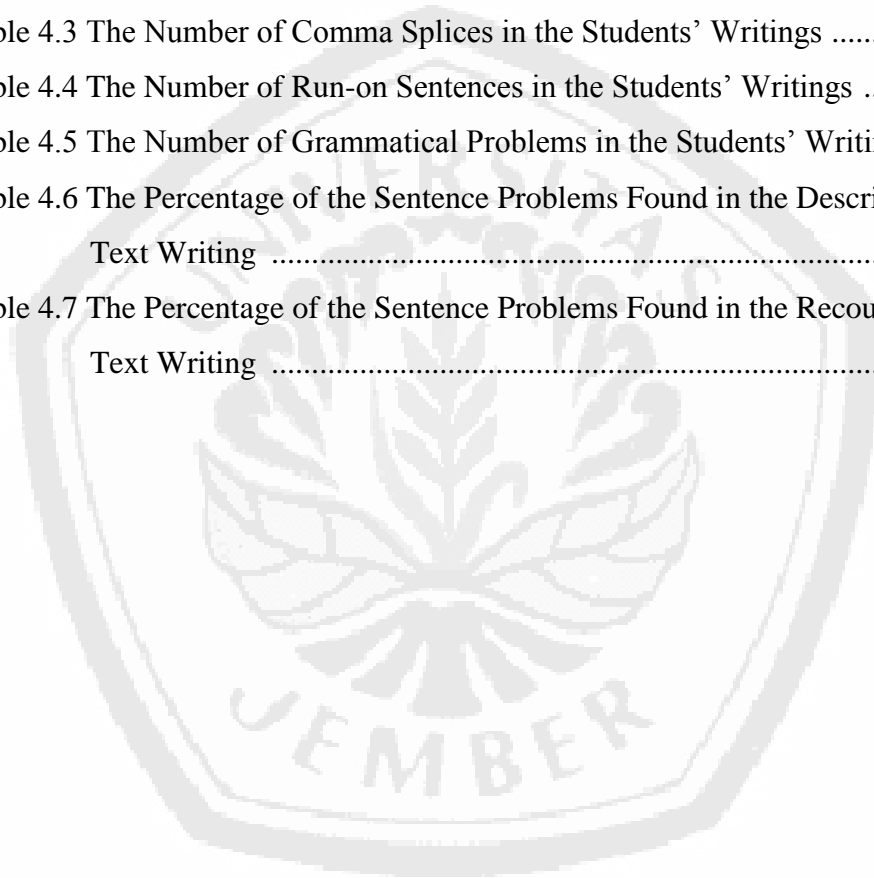 ble 4.3 The Number of Comma Splices in the Students’ Writings ......
ble 4.4 The Number of Run-on Sentences in the Students’ Writings ..
ble 4.5 The Number of Grammatical Problems in the Students’ Writi
ble 4.6 The Percentage of the Sentence Problems Found in the Descri
Text Writing ...........................................................................
ble 4.7 The Percentage of the Sentence Problems Found in the Recou
Text Writing ...........................................................................
UNIVERSITAS
JEMBER